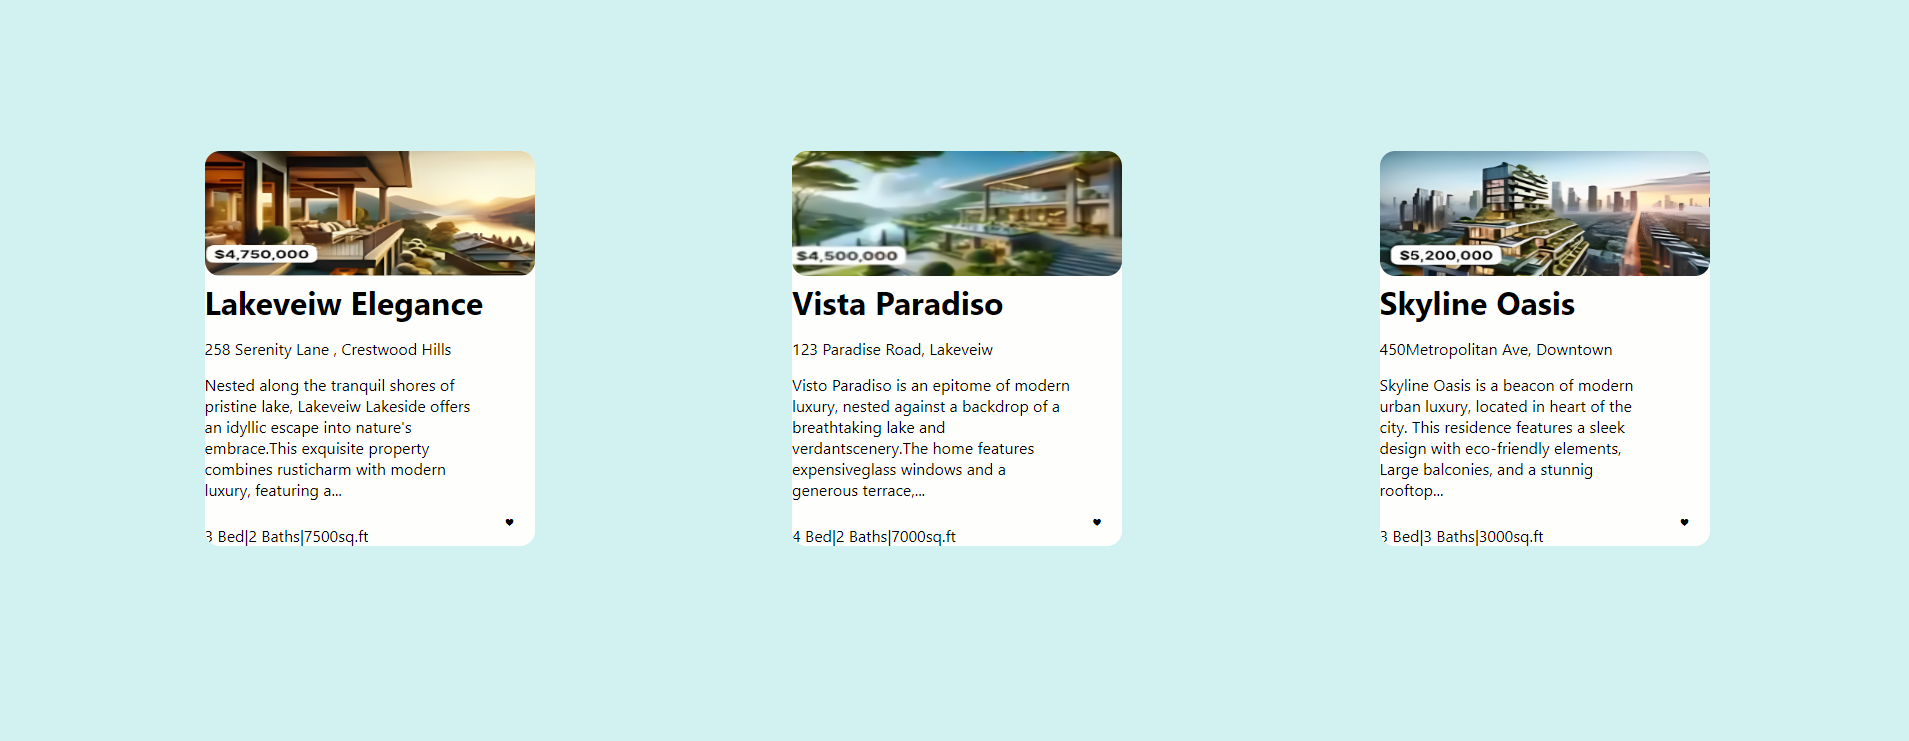 $4,750,000
Lakeveiw Elegance
258 Serenity Lane , Crestwood Hills
Nested along the tranquil shores of
pristine lake, Lakeveiw Lakeside offers
an idyllic escape into nature's
embrace.This exquisite property
combines rusticharm with modern
luxury, featuring a...
3 Bed|2 Baths|7500sq.ft
$4,500,000
Vista Paradiso
123 Paradise Road, Lakeveiw
Visto Paradiso is an epitome of modern
luxury, nested against a backdrop of a
breathtaking lake and
verdantscenery.The home features
expensiveglass windows and a
generous terrace,...
4 Bed|2 Baths|7000sq.ft
$5,200,000
Skyline Oasis
450Metropolitan Ave, Downtown
Skyline Oasis is a beacon of modern
urban luxury, located in heart of the
city. This residence features a sleek
design with eco-friendly elements,
Large balconies, and a stunnig
rooftop...
3 Bed|3 Baths|3000sq.ft